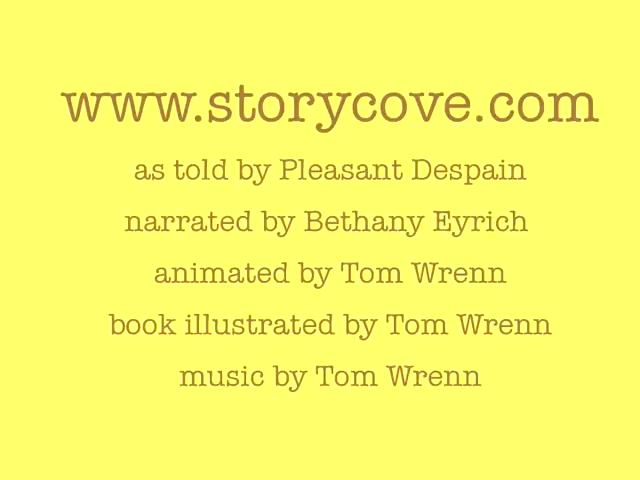 www.storycove.com
as told by Pleasant Despain
narrated by Bethany Eyrich
animated by Tom Wrenn
book illustrated by Tom Wrenn
music by Tom Wrenn